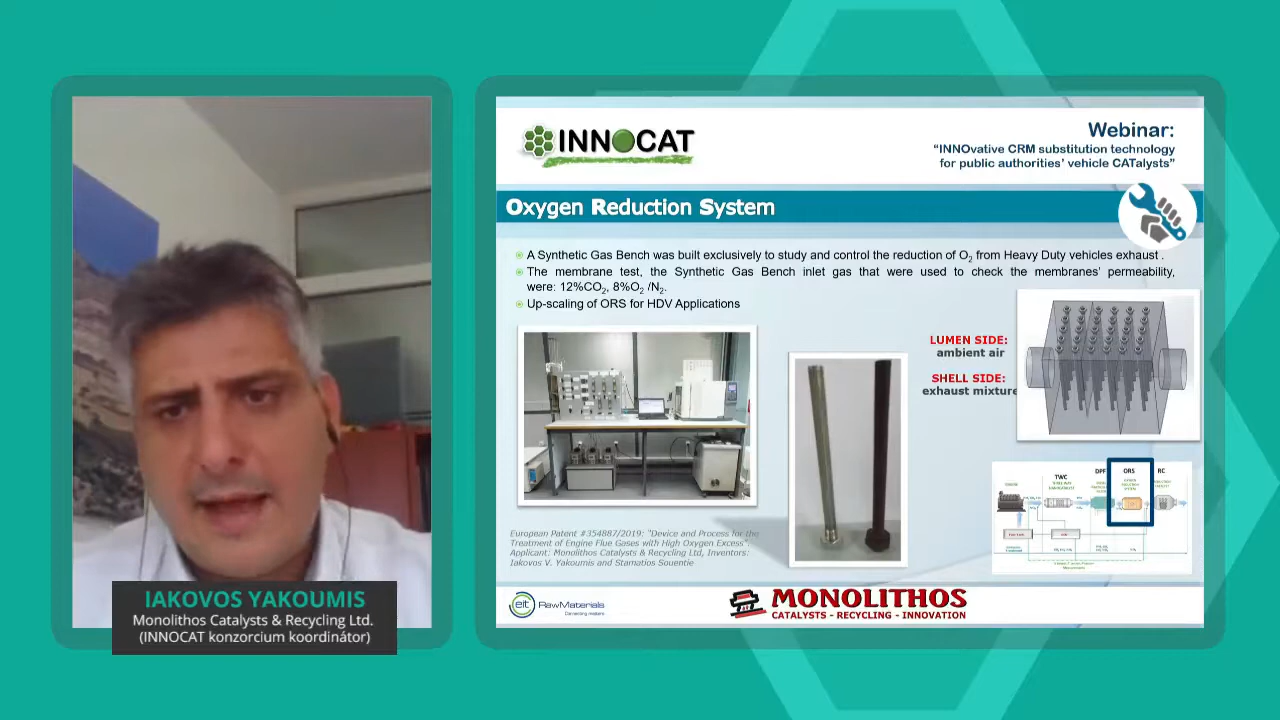 INNOCAT
Webinar:
“INNOvative CRM substitution technology
for public authorities’ vehicle CATalysts”
Oxygen Reduction System
A Synthetic Gas Bench was built exclusively to study and control the reduction of O2 from Heavy Duty vehicles exhaust .
The membrane test, the Synthetic Gas Bench inlet gas that were used to check the membranes’ permeability,
were: 12%CO2, 8%O2 /N2.
Up-scaling of ORS for HDV Applications
LUMEN SIDE:
ambient air
SHELL SIDE:
exhaust mixture
TWC
DPF
ORS
RC
European Patent #354887/2019: "Device and Process for the
Treatment of Engine Flue Gases with High Oxygen Excess".
Applicant: Monolithos Catalysts & Recycling Ltd, Inventors:
Iakovos V. Yakoumis and Stamatios Souentie
eit RawMaterials
Connecting matters
MONOLITHOS
CATALYSTS - RECYCLING - INNOVATION
IAKOVOS YAKOUMIS
Monolithos Catalysts & Recycling Ltd.
(INNOCAT konzorcium koordinátor)